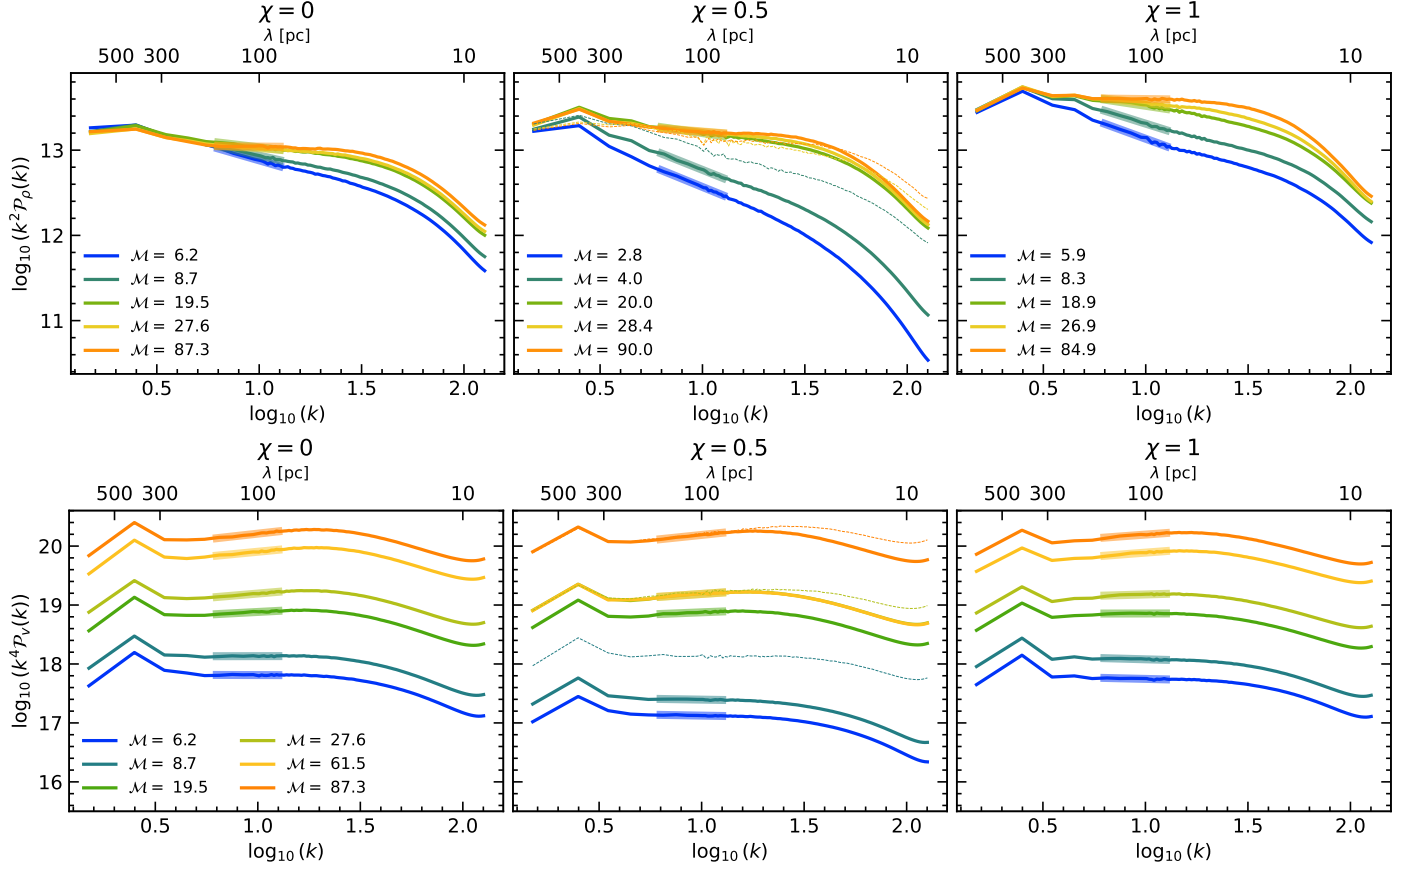 χ = 0
λ [pc]
500 300 100 10
13
12
11
log₁₀(k²𝒫ᵨ(k))
ℳ = 6.2
ℳ = 8.7
ℳ = 19.5
ℳ = 27.6
ℳ = 87.3
0.5 1.0 1.5 2.0
log₁₀(k)
χ = 0.5
λ [pc]
500 300 100 10
ℳ = 2.8
ℳ = 4.0
ℳ = 20.0
ℳ = 28.4
ℳ = 90.0
0.5 1.0 1.5 2.0
log₁₀(k)
χ = 1
λ [pc]
500 300 100 10
ℳ = 5.9
ℳ = 8.3
ℳ = 18.9
ℳ = 26.9
ℳ = 84.9
0.5 1.0 1.5 2.0
log₁₀(k)
χ = 0
λ [pc]
500 300 100 10
20
19
18
17
16
log₁₀(k⁴𝒫ᵥ(k))
ℳ = 6.2 ℳ = 27.6
ℳ = 8.7 ℳ = 61.5
ℳ = 19.5 ℳ = 87.3
0.5 1.0 1.5 2.0
log₁₀(k)
χ = 0.5
λ [pc]
500 300 100 10
0.5 1.0 1.5 2.0
log₁₀(k)
χ = 1
λ [pc]
500 300 100 10
0.5 1.0 1.5 2.0
log₁₀(k)